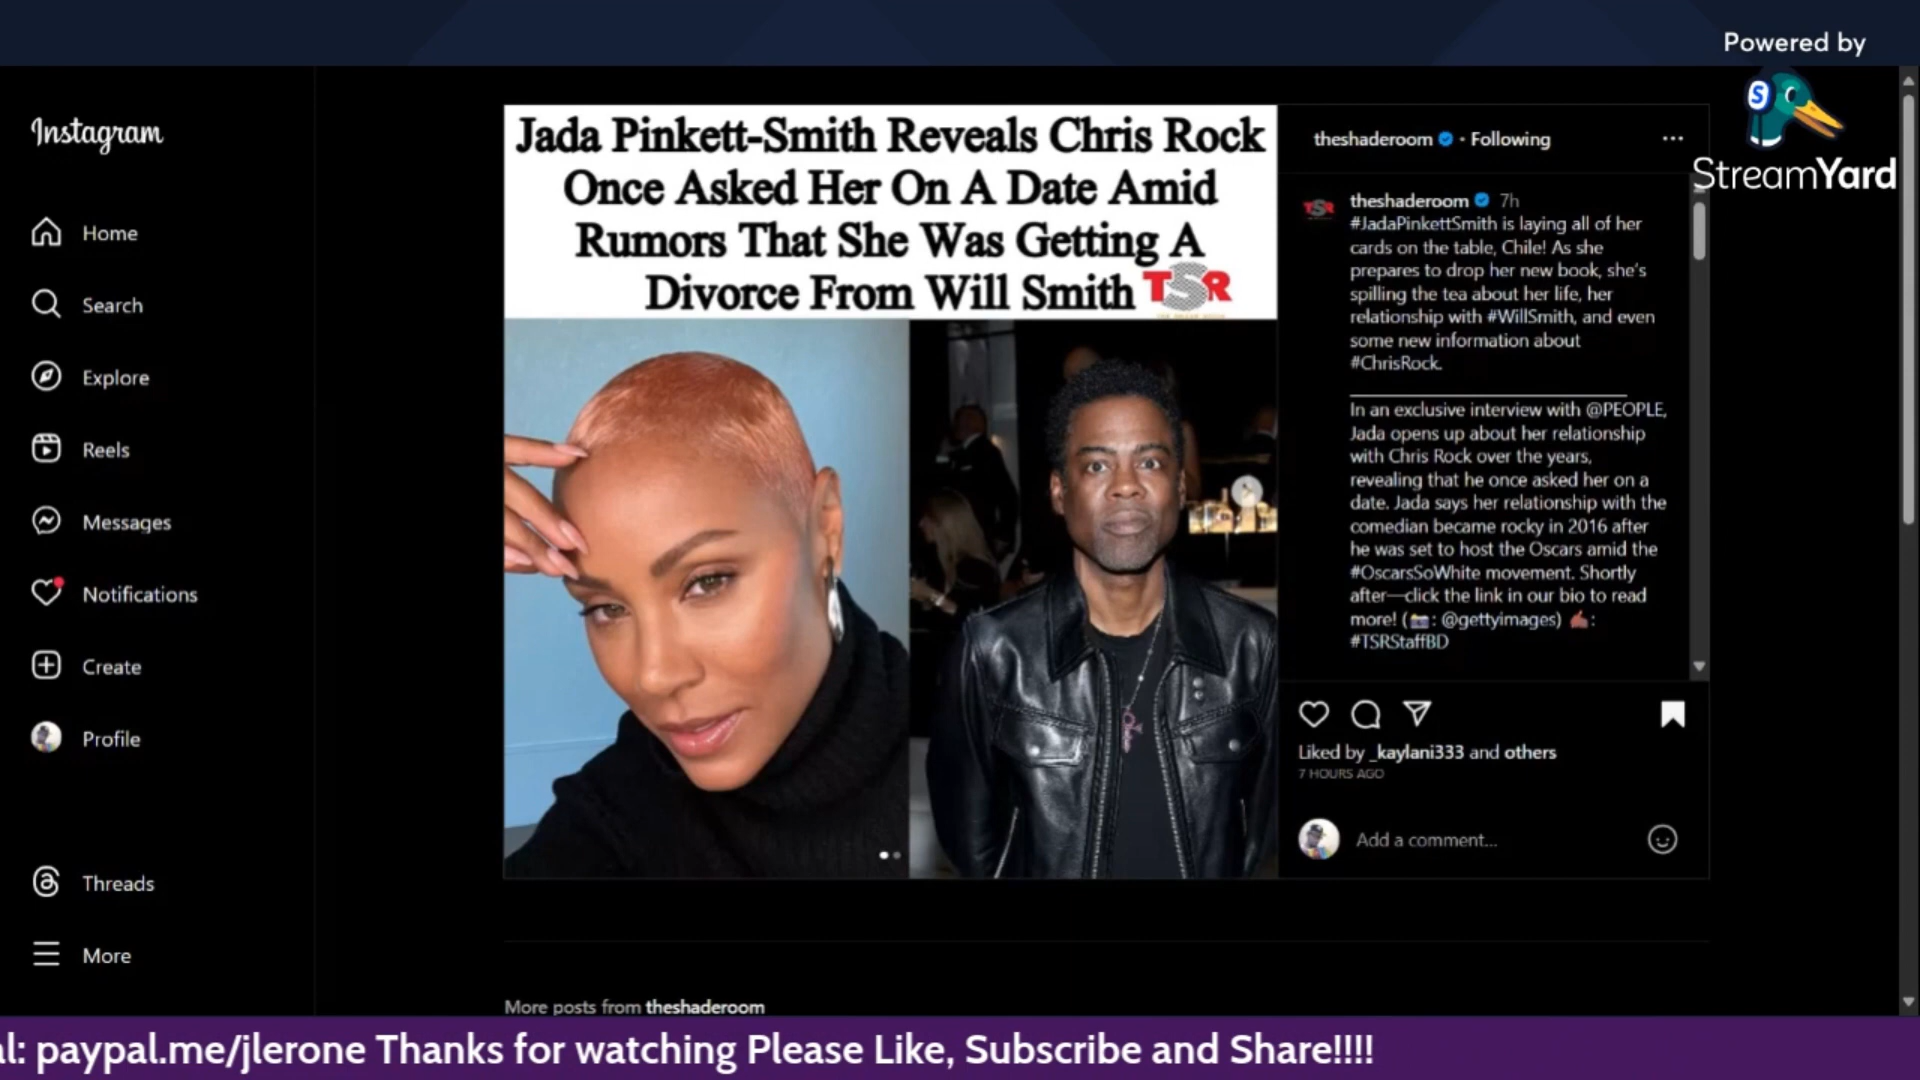 Powered by
S
StreamYard
Instagram
Home
Search
Explore
Reels
Messages
Notifications
Create
Profile
Threads
More
Jada Pinkett-Smith Reveals Chris Rock
Once Asked Her On A Date Amid
Rumors That She Was Getting A
Divorce From Will Smith
TSR
theshaderoom • Following
TSR
theshaderoom 7h
#JadaPinkettSmith is laying all of her
cards on the table, Chile! As she
prepares to drop her new book, she's
spilling the tea about her life, her
relationship with #WillSmith, and even
some new information about
#ChrisRock.
In an exclusive interview with @PEOPLE,
Jada opens up about her relationship
with Chris Rock over the years,
revealing that he once asked her on a
date. Jada says her relationship with the
comedian became rocky in 2016 after
he was set to host the Oscars amid the
#OscarsSoWhite movement. Shortly
after—click the link in our bio to read
more! (📸: @gettyimages) ✍🏾:
#TSRStaffBD
Liked by _kaylani333 and others
7 HOURS AGO
Add a comment...
More posts from theshaderoom
al: paypal.me/jlerone Thanks for watching Please Like, Subscribe and Share!!!!